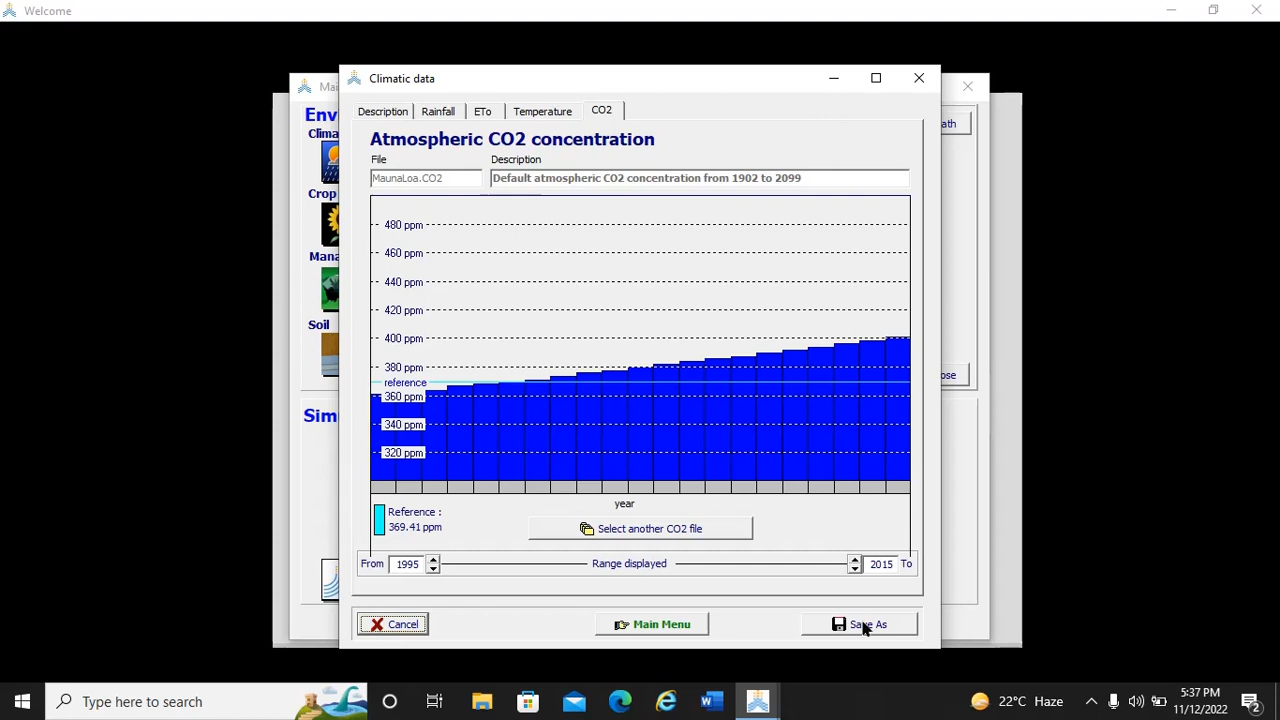 Welcome
Mai
Climatic data
Env
ath
Description Rainfall ETo Temperature CO2
Clima
Atmospheric CO2 concentration
File Description
MaunaLoa.CO2 Default atmospheric CO2 concentration from 1902 to 2099
Crop
480 ppm
460 ppm
Mana
440 ppm
420 ppm
Soil
400 ppm
380 ppm
ose
reference
360 ppm
Sim
340 ppm
320 ppm
year
Reference :
369.41 ppm
Select another CO2 file
From 1995 Range displayed 2015 To
Cancel Main Menu Save As
Type here to search
22°C Haze
5:37 PM
11/12/2022
2